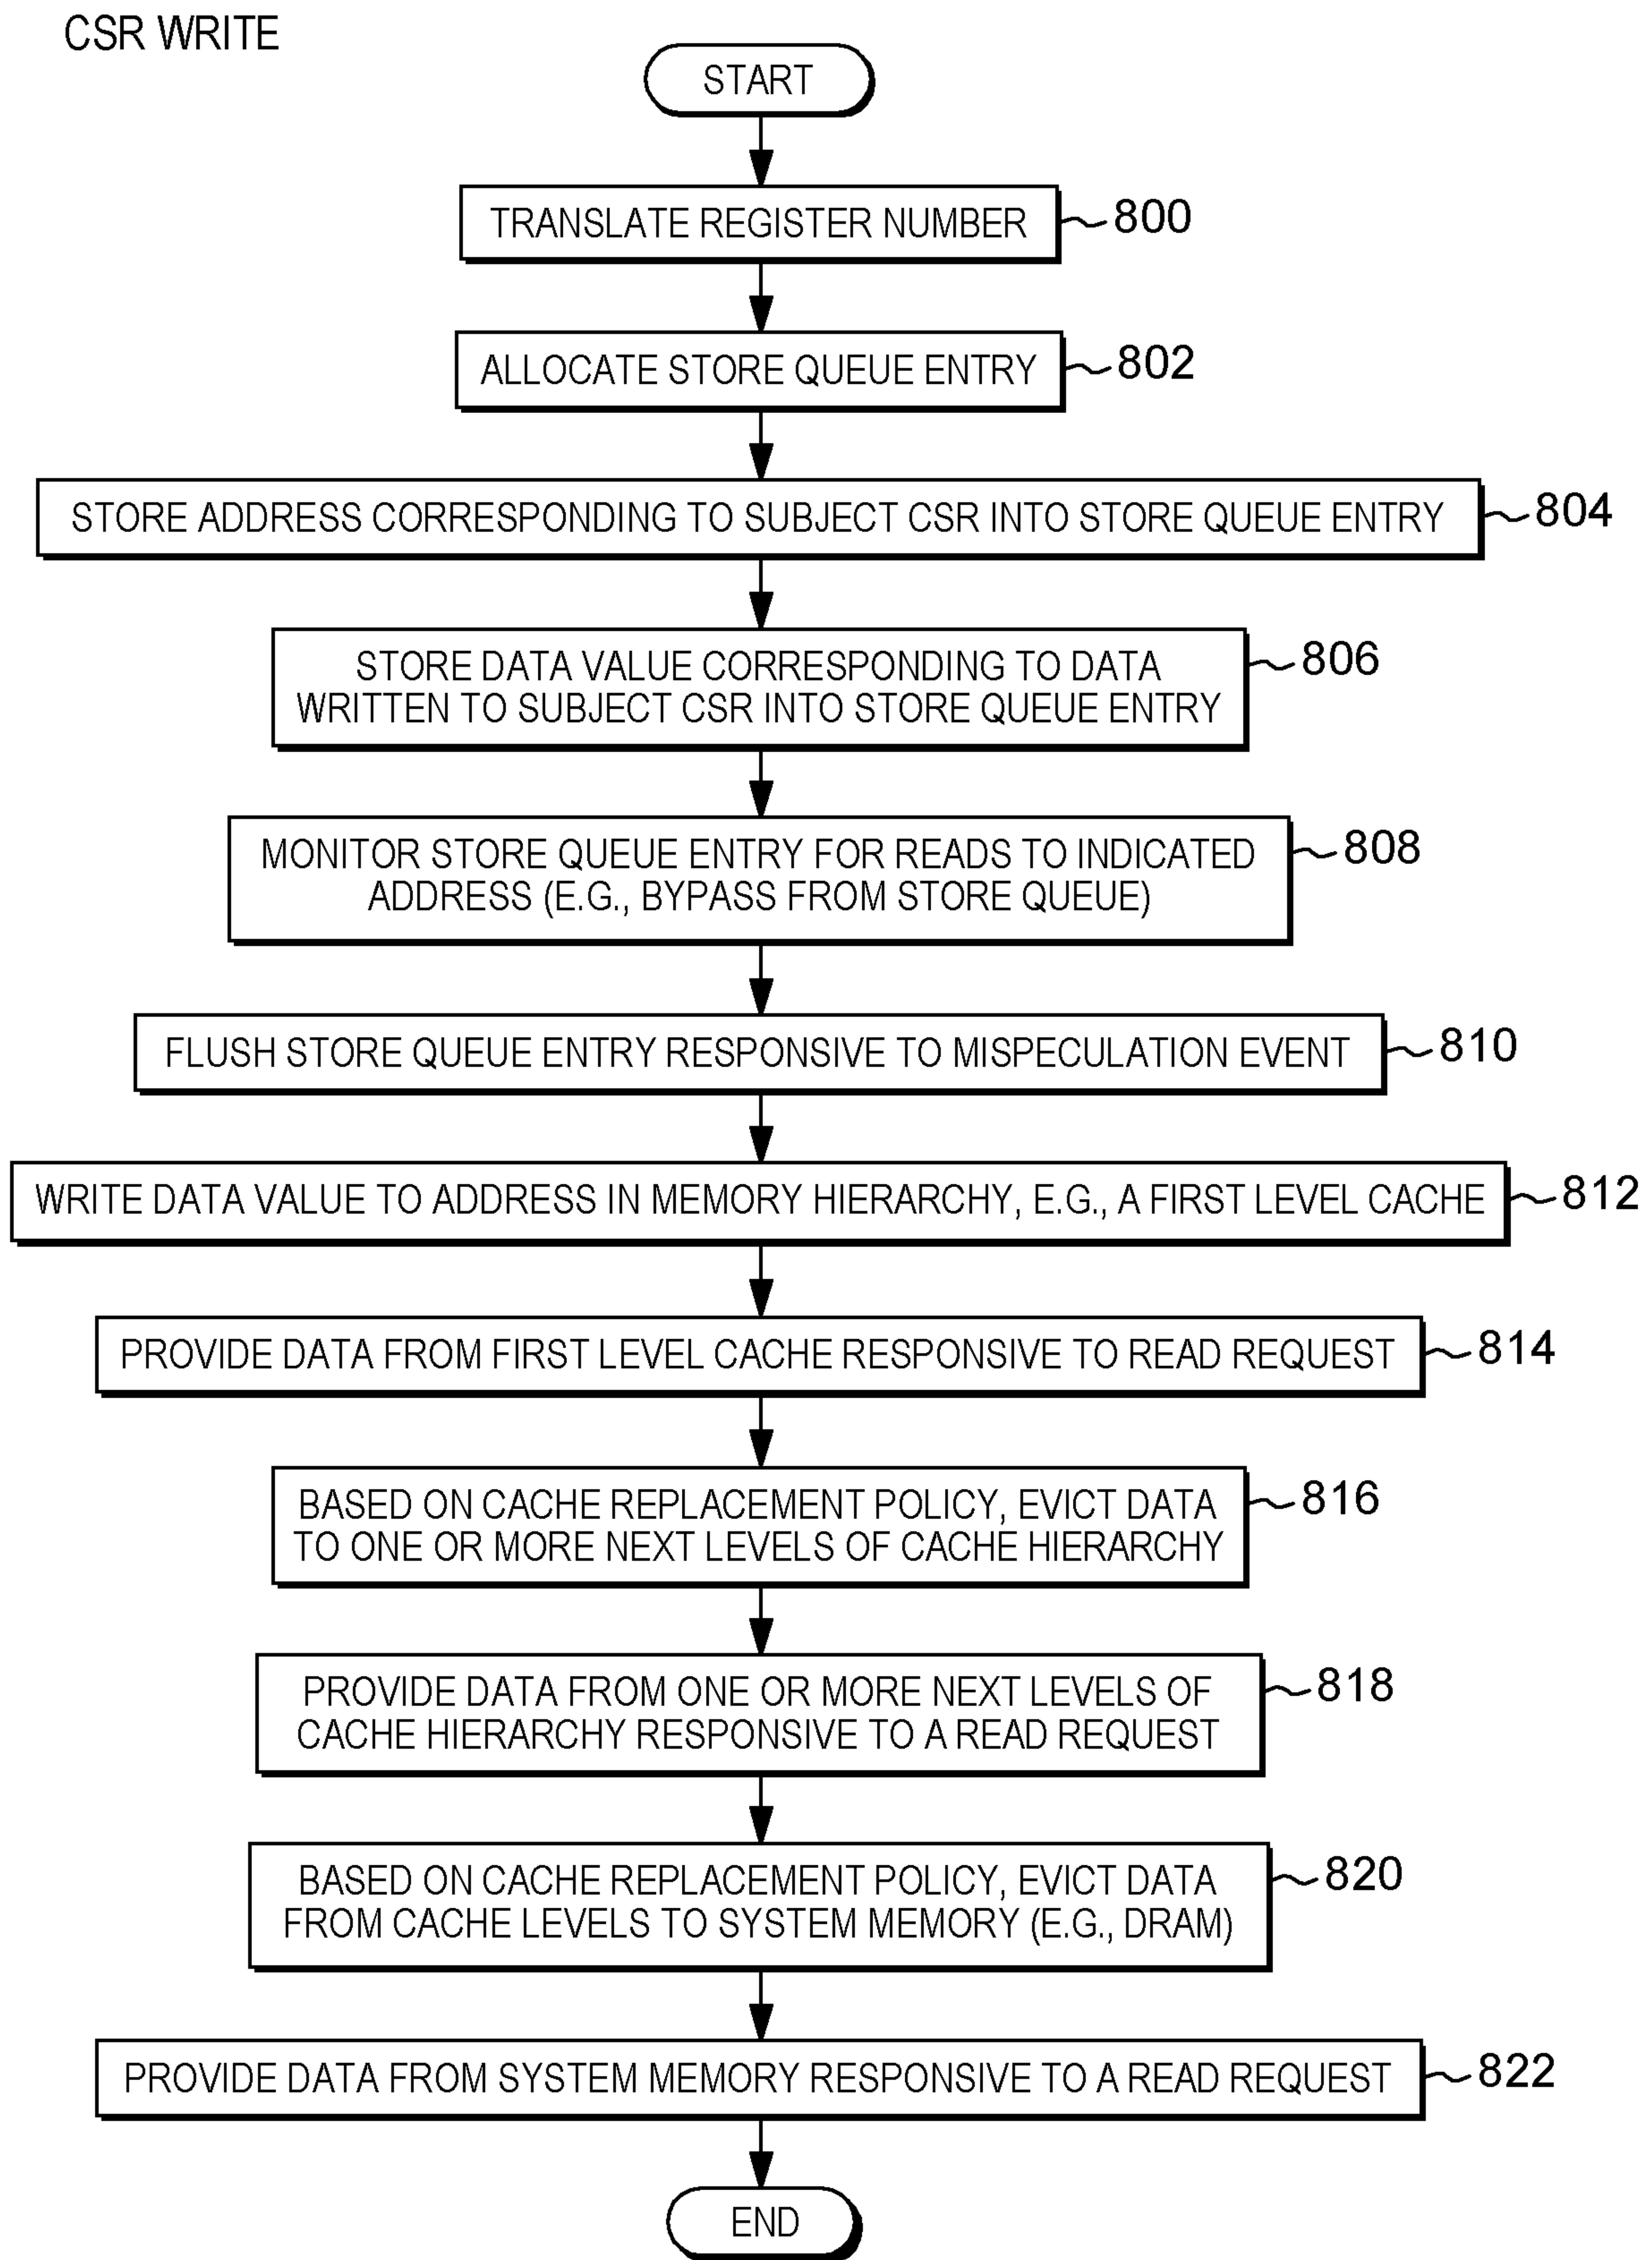 CSR WRITE
START
TRANSLATE REGISTER NUMBER
800
ALLOCATE STORE QUEUE ENTRY
802
STORE ADDRESS CORRESPONDING TO SUBJECT CSR INTO STORE QUEUE ENTRY
804
STORE DATA VALUE CORRESPONDING TO DATA
WRITTEN TO SUBJECT CSR INTO STORE QUEUE ENTRY
806
MONITOR STORE QUEUE ENTRY FOR READS TO INDICATED
ADDRESS (E.G., BYPASS FROM STORE QUEUE)
808
FLUSH STORE QUEUE ENTRY RESPONSIVE TO MISPECULATION EVENT
810
WRITE DATA VALUE TO ADDRESS IN MEMORY HIERARCHY, E.G., A FIRST LEVEL CACHE
812
PROVIDE DATA FROM FIRST LEVEL CACHE RESPONSIVE TO READ REQUEST
814
BASED ON CACHE REPLACEMENT POLICY, EVICT DATA
TO ONE OR MORE NEXT LEVELS OF CACHE HIERARCHY
816
PROVIDE DATA FROM ONE OR MORE NEXT LEVELS OF
CACHE HIERARCHY RESPONSIVE TO A READ REQUEST
818
BASED ON CACHE REPLACEMENT POLICY, EVICT DATA
FROM CACHE LEVELS TO SYSTEM MEMORY (E.G., DRAM)
820
PROVIDE DATA FROM SYSTEM MEMORY RESPONSIVE TO A READ REQUEST
822
END